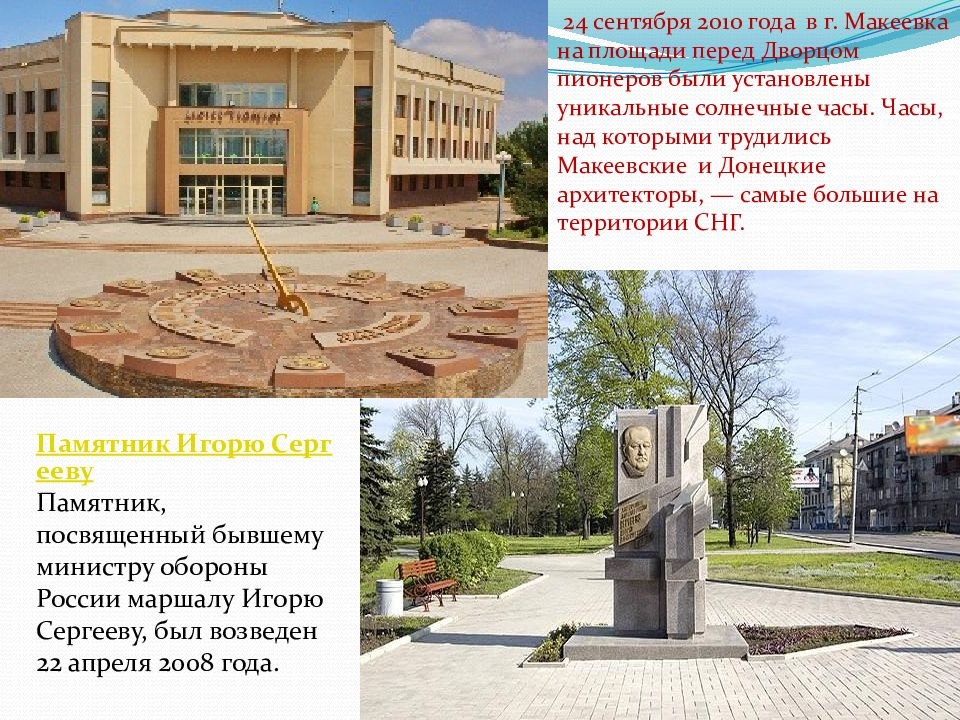 24 сентября 2010 года  в г. Макеевка
на площади перед Дворцом
пионеров были установлены
уникальные солнечные часы. Часы,
над которыми трудились
Макеевские  и Донецкие
архитекторы, — самые большие на
территории СНГ.
Памятник Игорю Серг
ееву
Памятник,
посвященный бывшему
министру обороны
России маршалу Игорю
Сергееву, был возведен
22 апреля 2008 года.